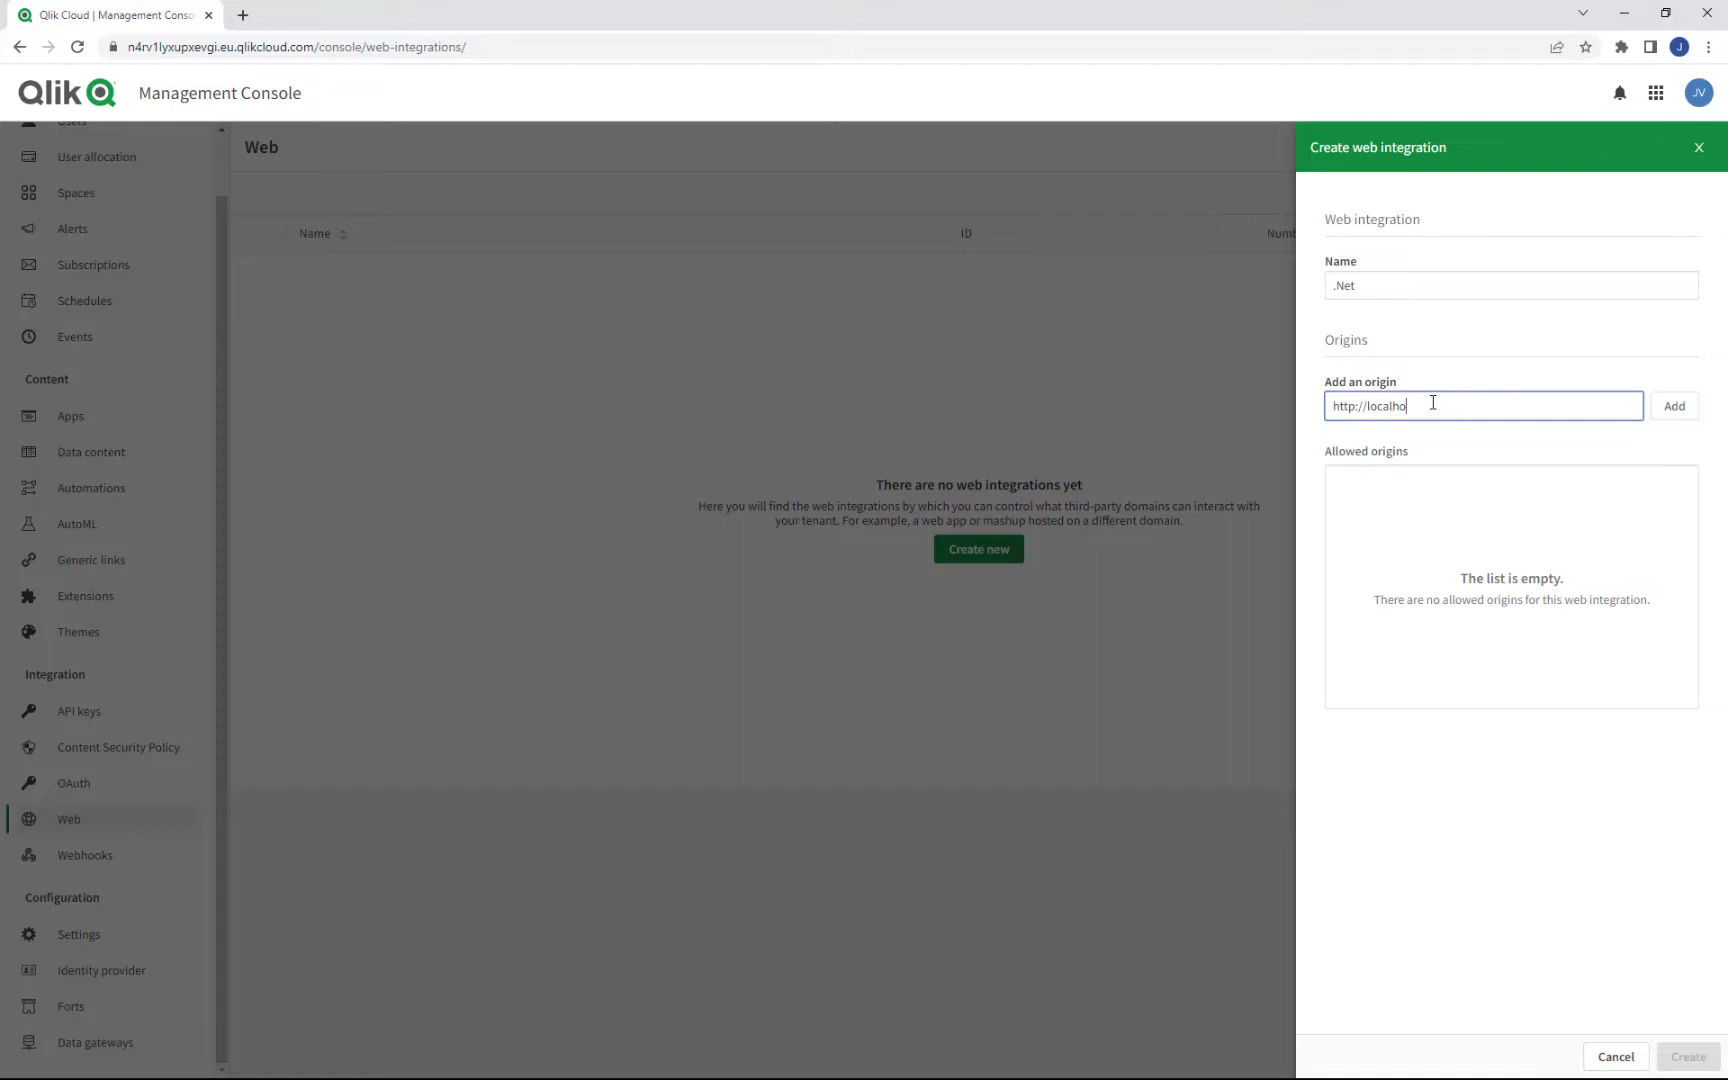 Qlik Cloud | Management Conso
n4rv1lyxupxevgi.eu.qlikcloud.com/console/web-integrations/
J
Qlik
Management Console
JV
Users
User allocation
Spaces
Alerts
Subscriptions
Schedules
Events
Content
Apps
Data content
Automations
AutoML
Generic links
Extensions
Themes
Integration
API keys
Content Security Policy
OAuth
Web
Webhooks
Configuration
Settings
Identity provider
Forts
Data gateways
Web
Name
ID
Numb
There are no web integrations yet
Here you will find the web integrations by which you can control what third-party domains can interact with
your tenant. For example, a web app or mashup hosted on a different domain.
Create new
Create web integration
Web integration
Name
.Net
Origins
Add an origin
http://localho
Add
Allowed origins
The list is empty.
There are no allowed origins for this web integration.
Cancel
Create